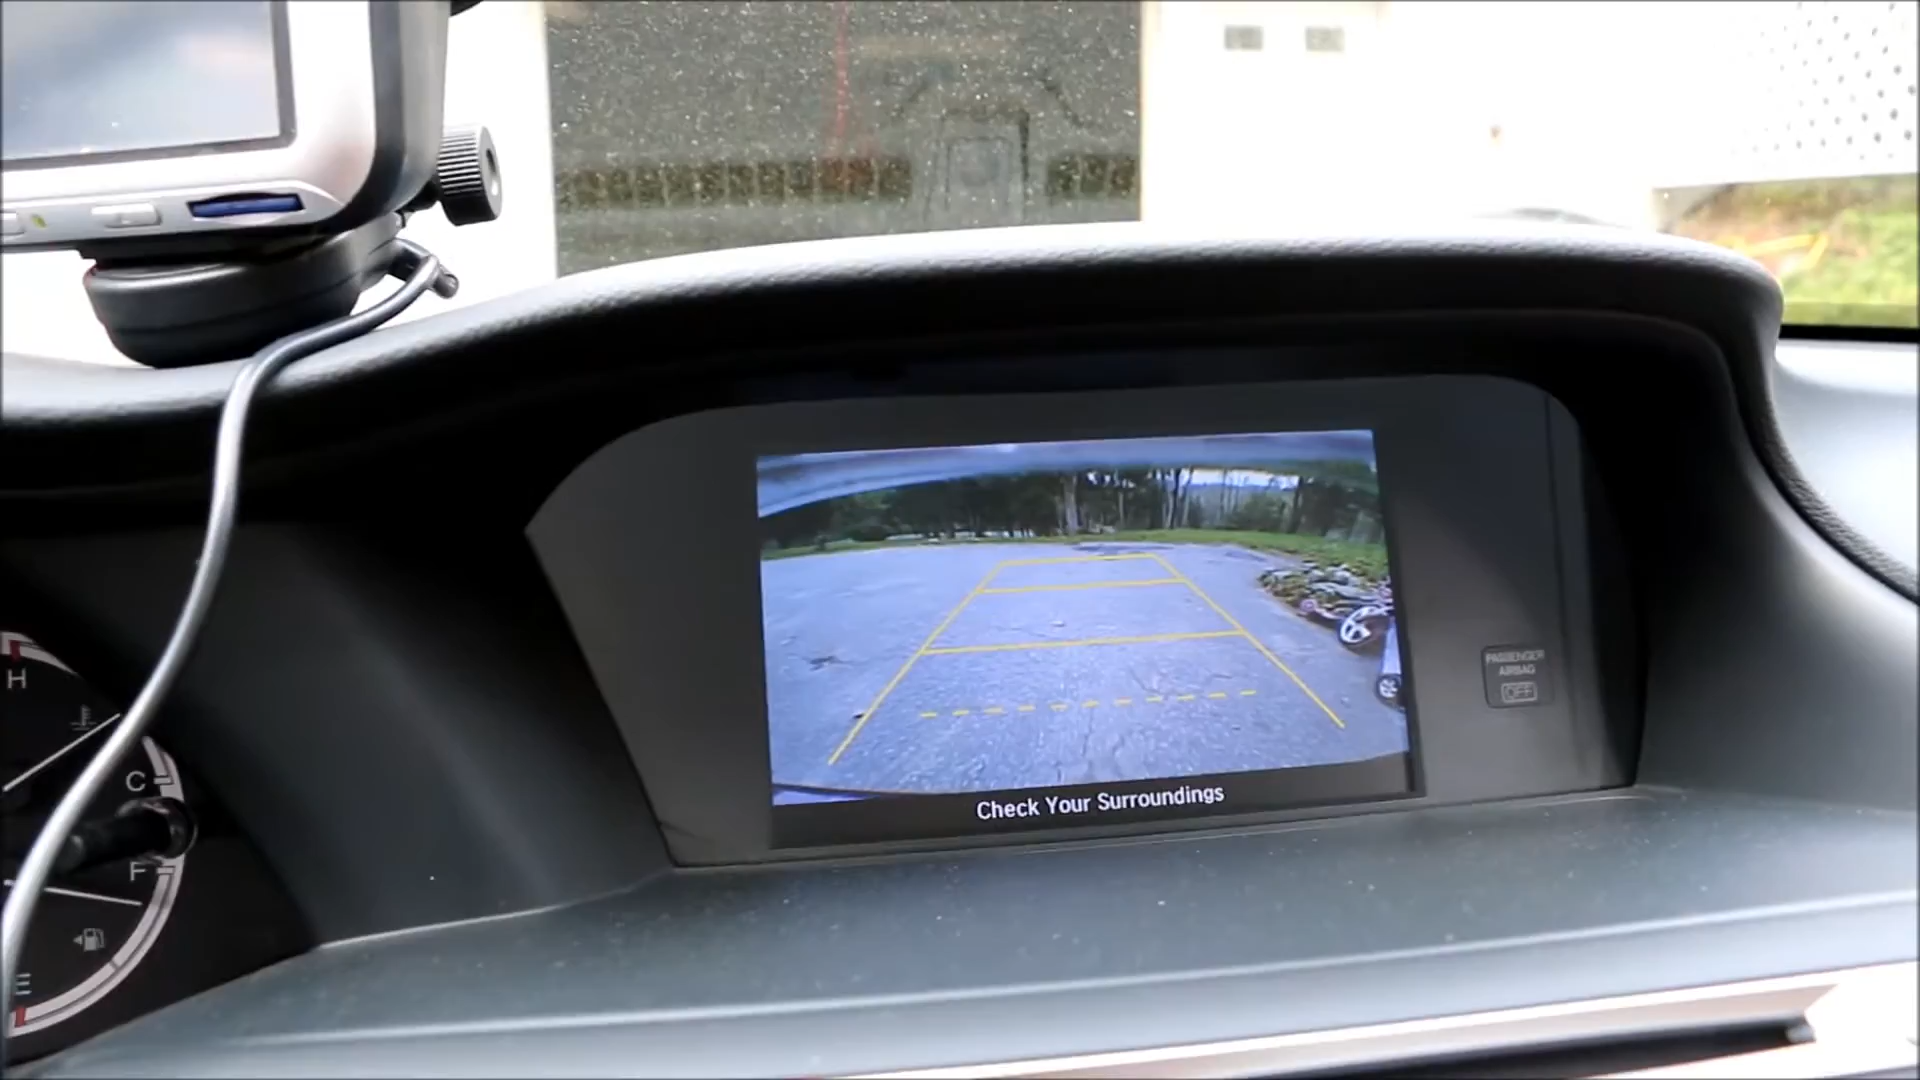 H
C
F
E
PASSENGER
AIRBAG
OFF
Check Your Surroundings